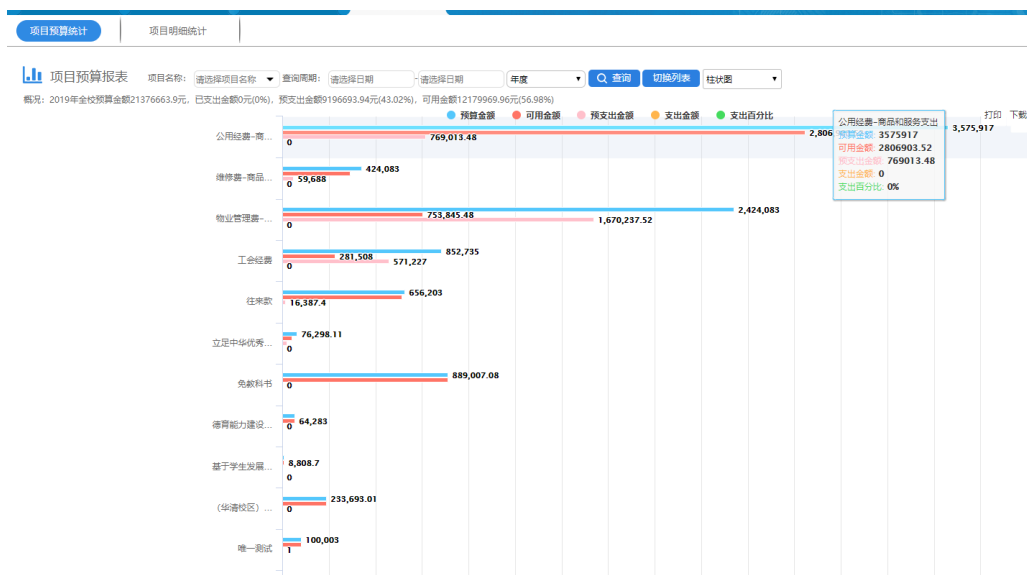 项目预算统计 项目明细统计
项目预算报表 项目名称: 请选择项目名称 查询周期: 请选择日期 - 请选择日期 年度 查询 切换列表 柱状图
概况: 2019年全校预算金额21376663.9元, 已支出金额0元(0%), 预支出金额9196693.94元(43.02%), 可用金额12179969.96元(56.98%)
预算金额 可用金额 预支出金额 支出金额 支出百分比 打印 下载
公用经费-商... 3,575,917
2,806
769,013.48
0
公用经费-商品和服务支出
预算金额: 3575917
可用金额: 2806903.52
预支出金额: 769013.48
支出金额: 0
支出百分比: 0%
维修费-商品... 424,083
59,688
0
物业管理费-... 2,424,083
753,845.48
1,670,237.52
0
工会经费 852,735
281,508
571,227
0
往来款 656,203
16,387.4
立足中华优秀... 76,298.11
0
免教科书 889,007.08
0
德育能力建设... 64,283
0
基于学生发展... 8,808.7
0
(华清校区) ... 233,693.01
0
唯一测试 100,003
1